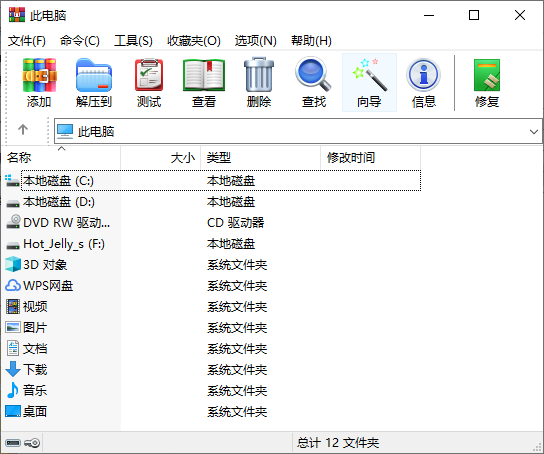 此电脑
文件(F) 命令(C) 工具(S) 收藏夹(O) 选项(N) 帮助(H)
添加 解压到 测试 查看 删除 查找 向导 信息 修复
此电脑
名称 大小 类型 修改时间
本地磁盘 (C:) 本地磁盘
本地磁盘 (D:) 本地磁盘
DVD RW 驱动... CD 驱动器
Hot_Jelly_s (F:) 本地磁盘
3D 对象 系统文件夹
WPS网盘 系统文件夹
视频 系统文件夹
图片 系统文件夹
文档 系统文件夹
下载 系统文件夹
音乐 系统文件夹
桌面 系统文件夹
总计 12 文件夹